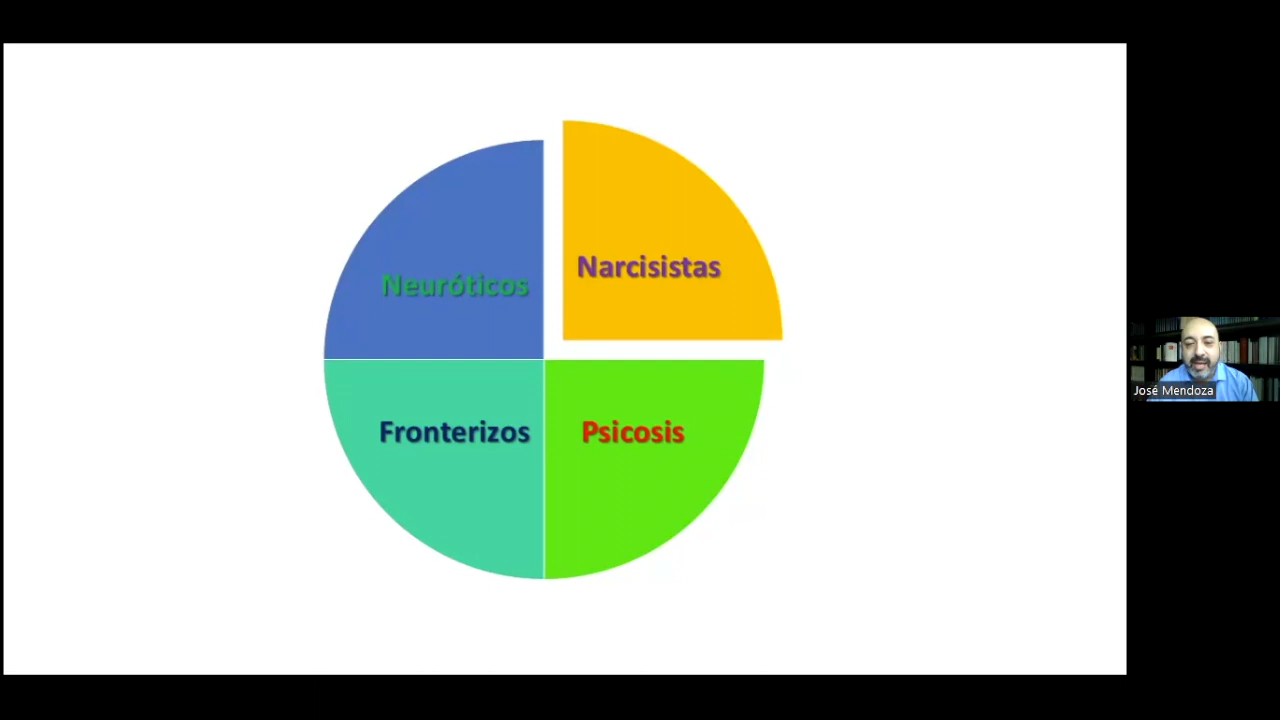 Narcisistas
Neuróticos
Fronterizos
Psicosis
José Mendoza